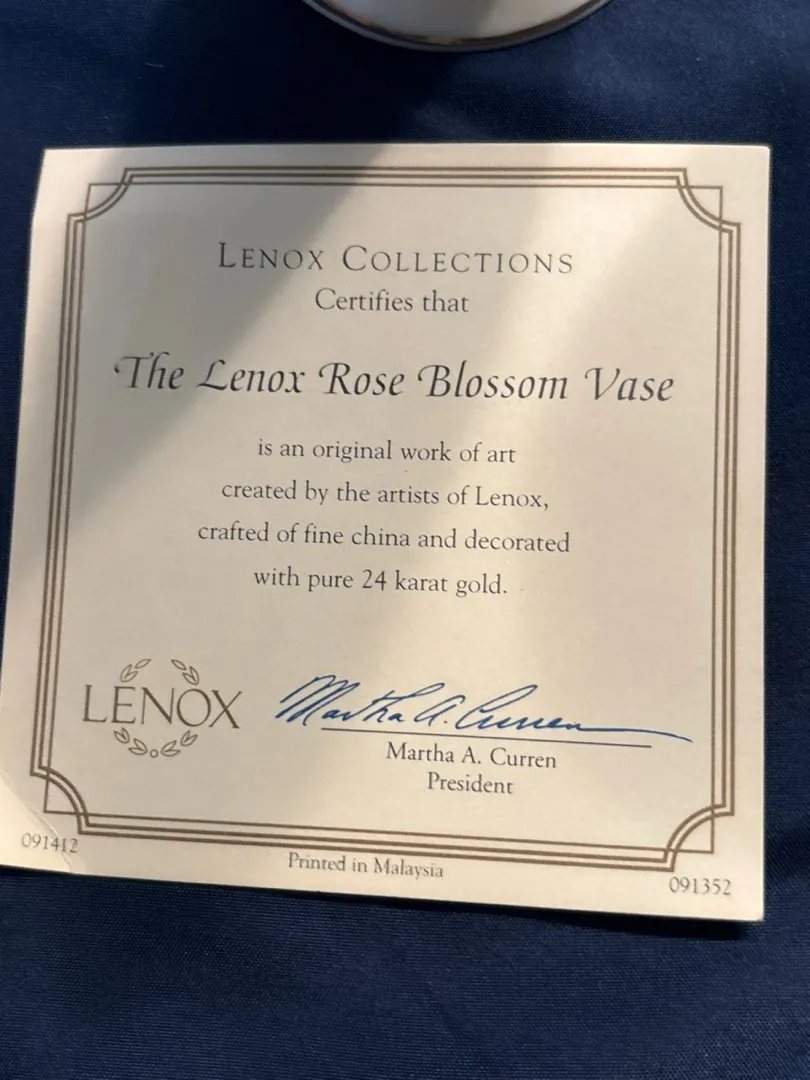 LENOX COLLECTIONS
Certifies that
The Lenox Rose Blossom Vase
is an original work of art
created by the artists of Lenox,
crafted of fine china and decorated
with pure 24 karat gold.
LENOX
Martha A. Curren
Martha A. Curren
President
091412
Printed in Malaysia
091352